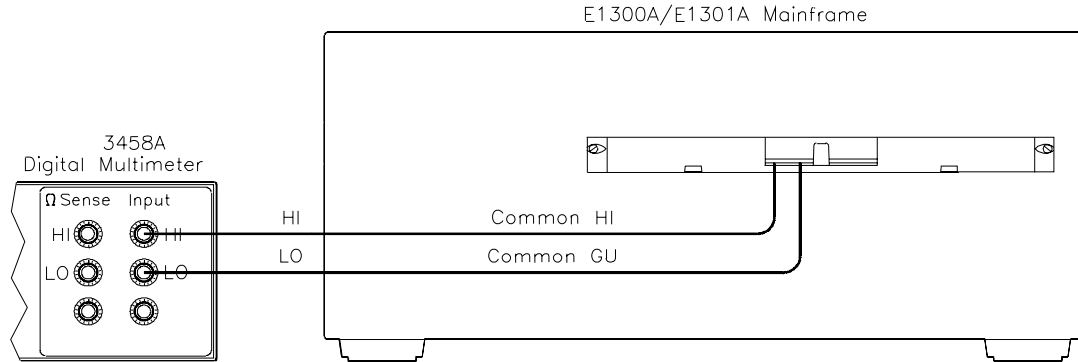 E1300A/E1301A Mainframe
3458A
Digital Multimeter
Ω Sense Input
HI HI
LO LO
HI Common HI
LO Common GU